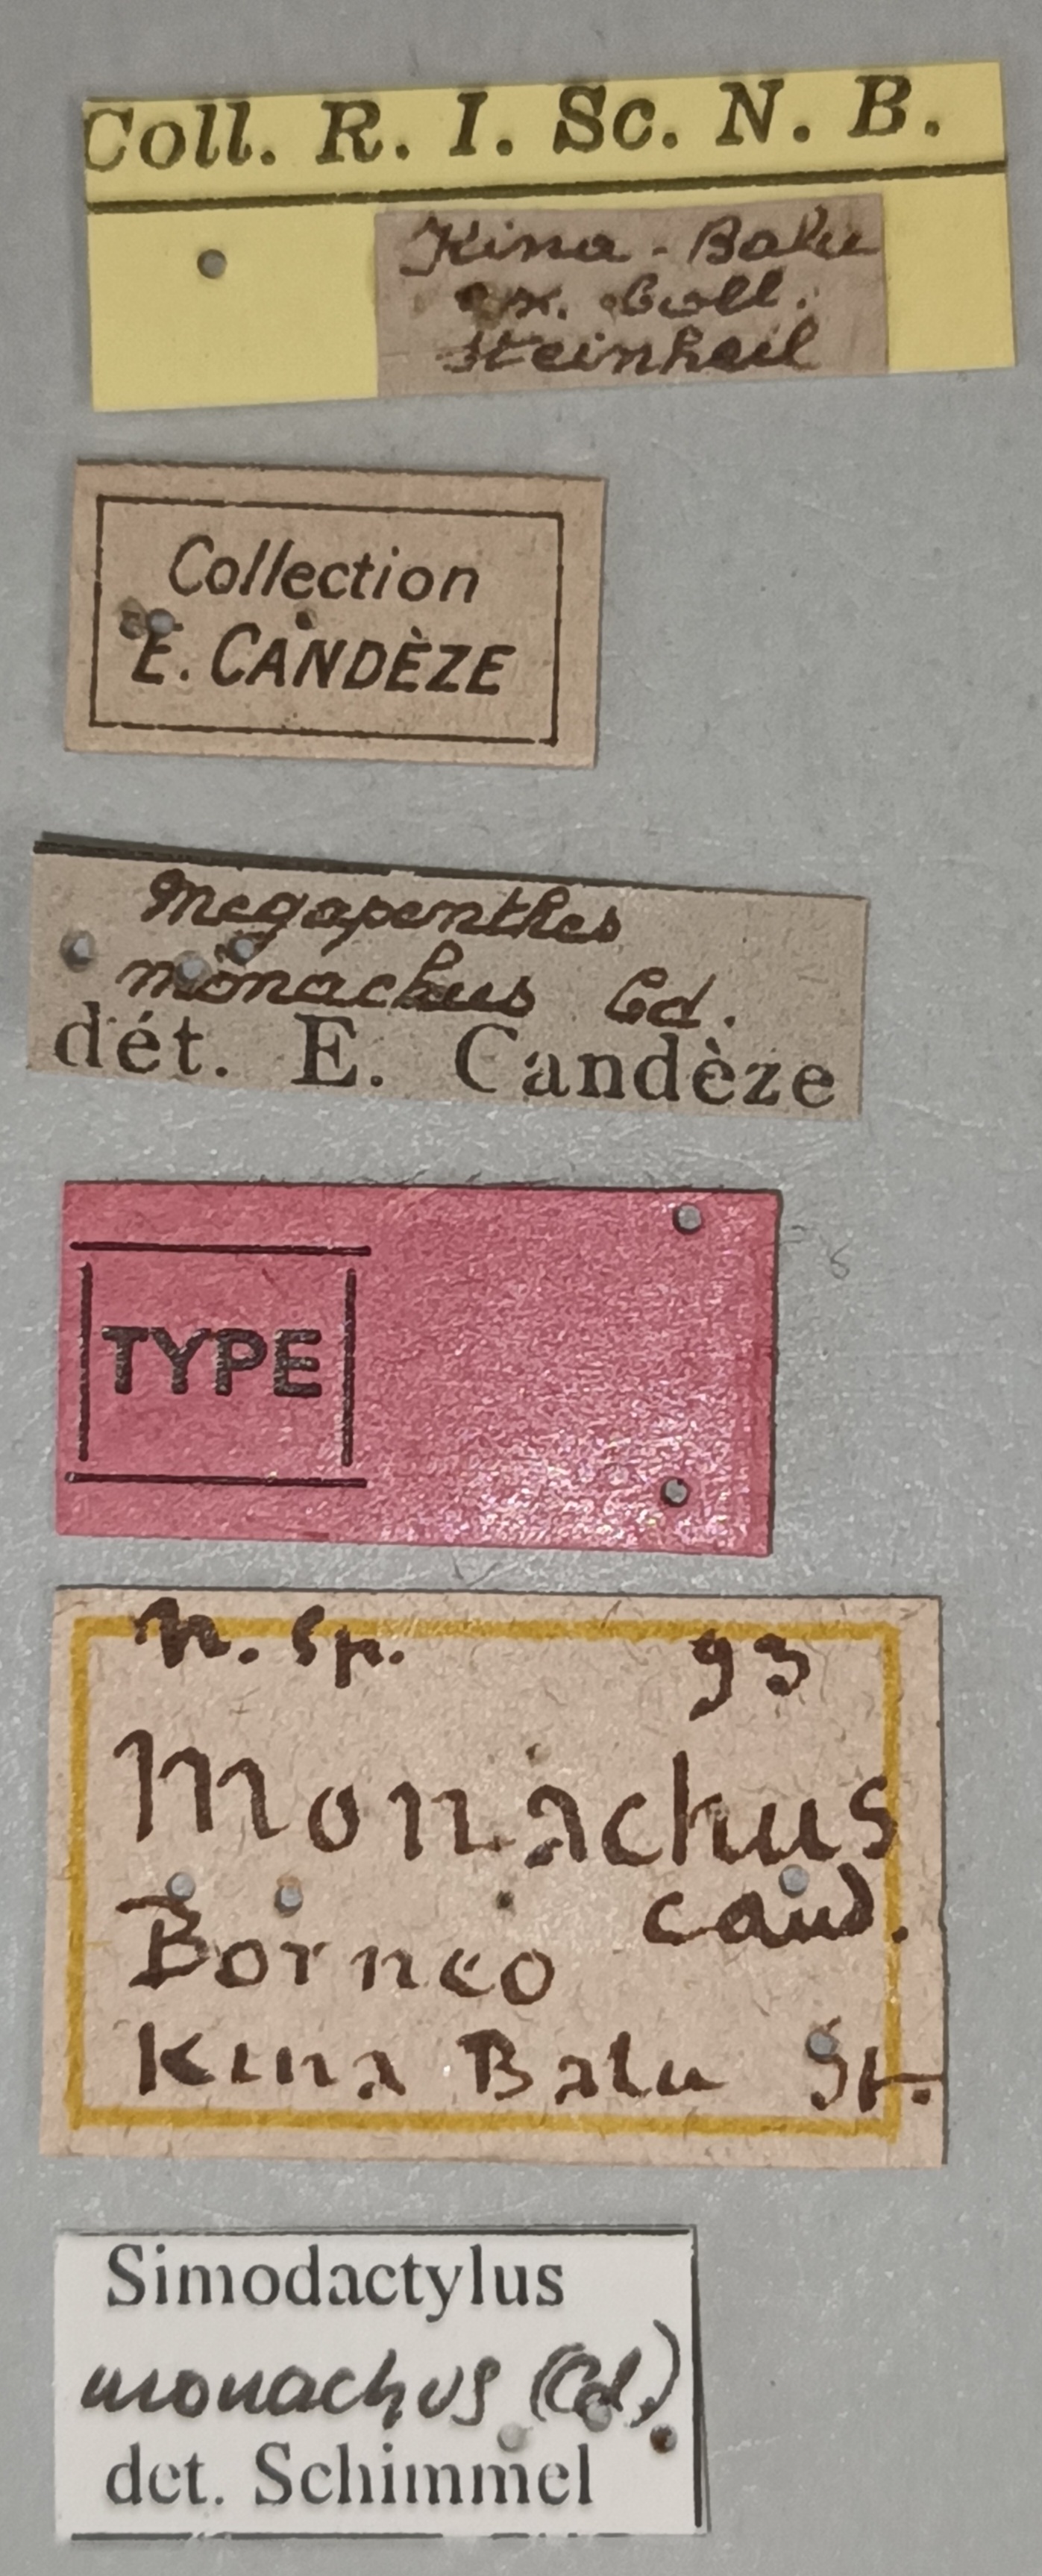 Coll. R. I. Sc. N. B.
Kina-Balu
ex. Coll.
Steinheil
Collection
E. CANDÈZE
Megapenthes
monachus Cd.
dét. E. Candèze
TYPE
n. sp. 93
Monachus
cand.
Borneo
Kina Balu St.
Simodactylus
monachus (Cd.)
det. Schimmel